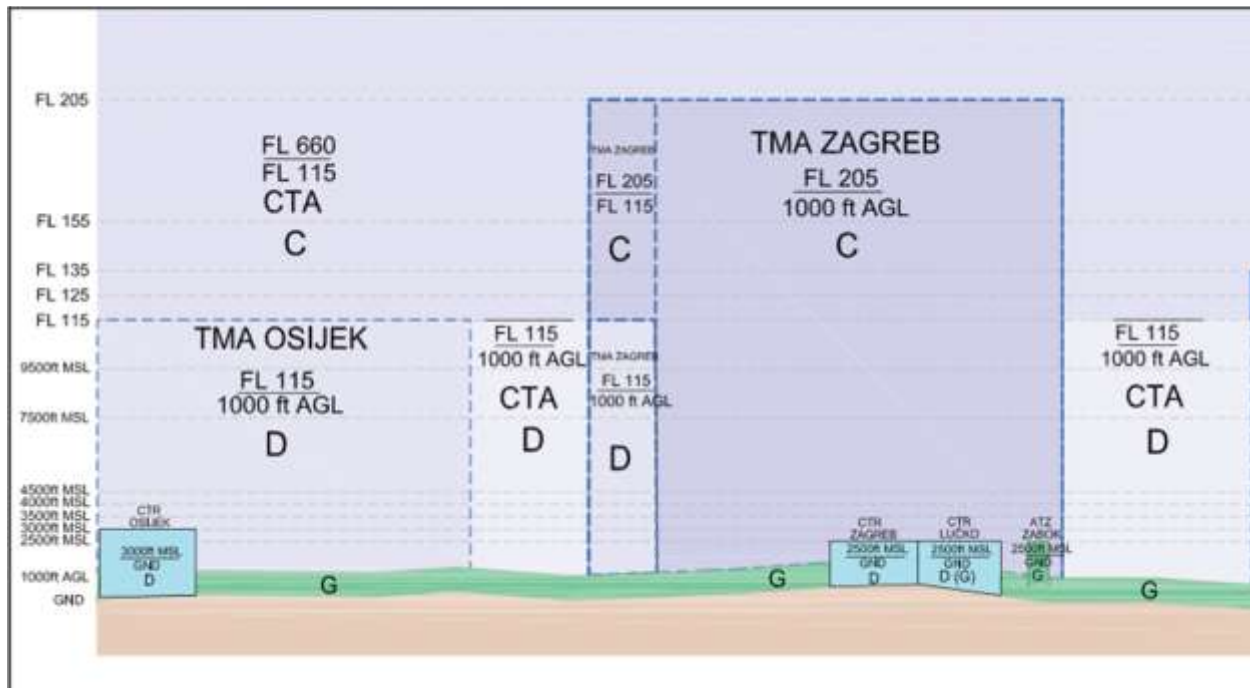 FL 205
FL 155
FL 135
FL 125
FL 115
9500ft MSL
7500ft MSL
4500ft MSL
4000ft MSL
3500ft MSL
3000ft MSL
2500ft MSL
1000ft AGL
GND
FL 660
FL 115
CTA
C
TMA OSIJEK
FL 115
1000 ft AGL
D
CTR
OSIJEK
3000ft MSL
GND
D
G
FL 115
1000 ft AGL
CTA
D
TMA ZAGREB
FL 205
FL 115
C
TMA ZAGREB
FL 115
1000 ft AGL
D
TMA ZAGREB
FL 205
1000 ft AGL
C
G
CTR
ZAGREB
2500ft MSL
GND
D
CTR
LUČKO
2500ft MSL
GND
D (G)
ATZ
ZABOK
2500ft MSL
GND
G
FL 115
1000 ft AGL
CTA
D
G